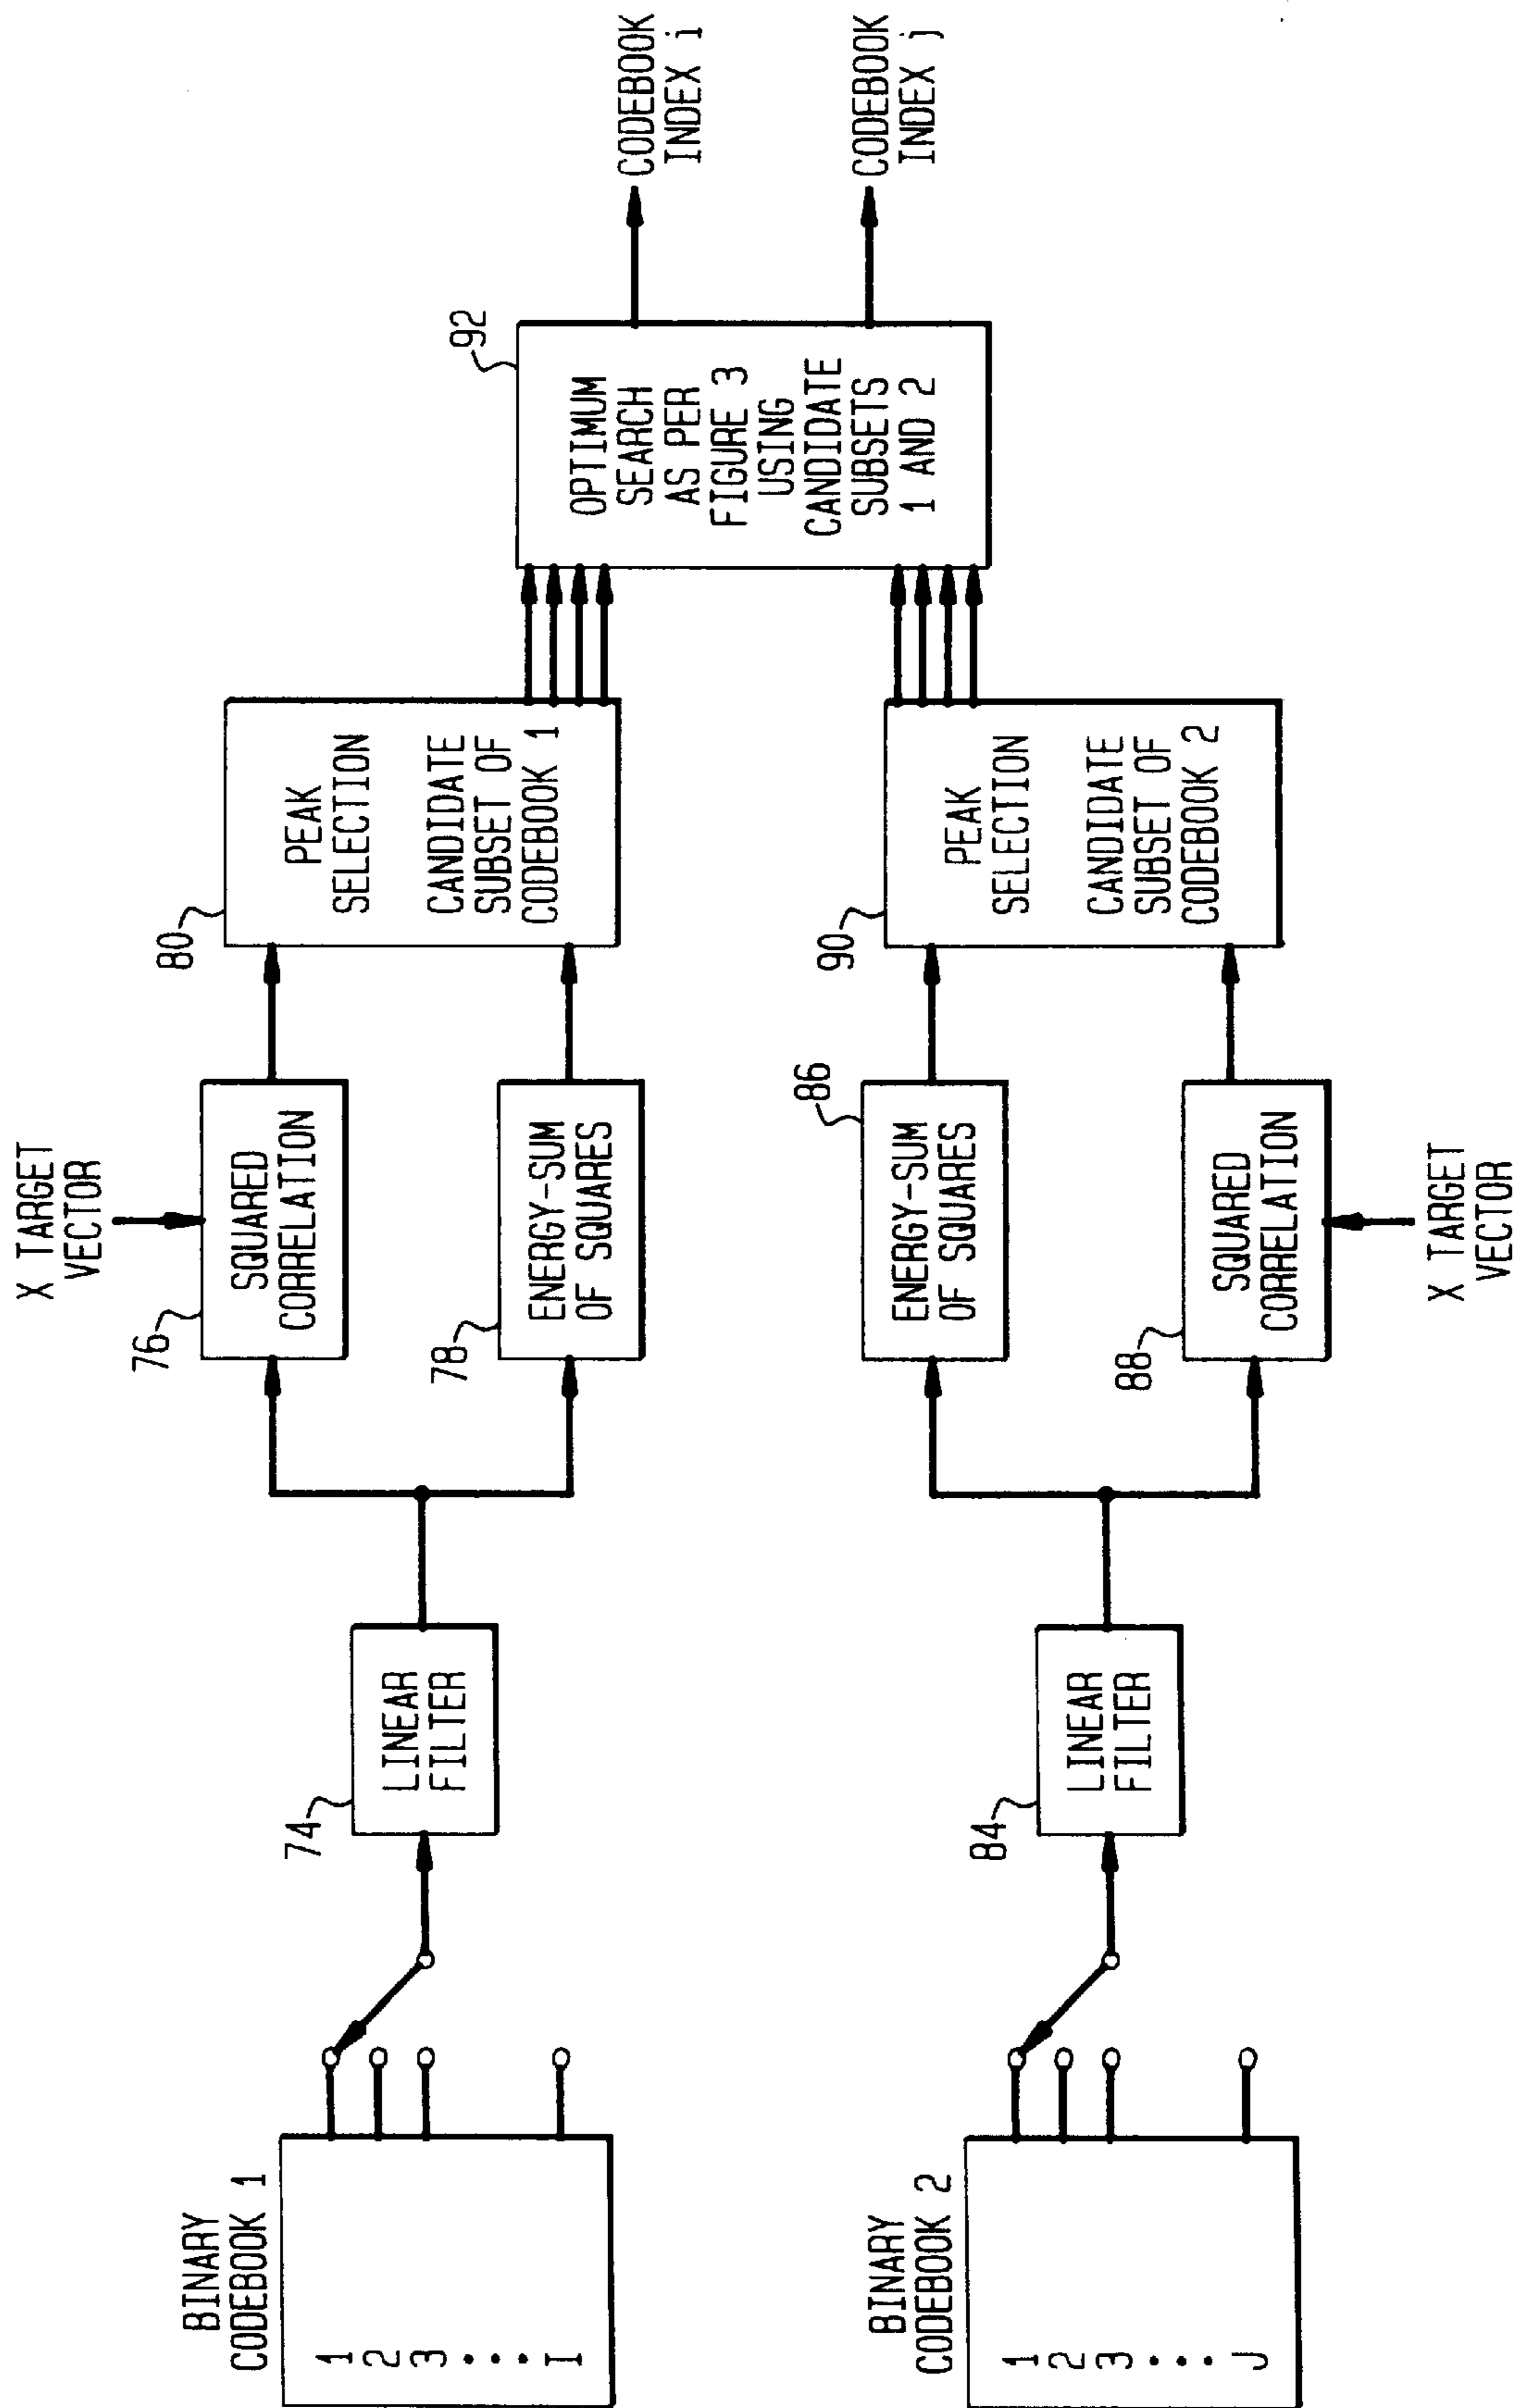 BINARY
CODEBOOK 1
1
2
3
I
74
LINEAR
FILTER
X TARGET
VECTOR
76
SQUARED
CORRELATION
78
ENERGY-SUM
OF SQUARES
80
PEAK
SELECTION
CANDIDATE
SUBSET OF
CODEBOOK 1
BINARY
CODEBOOK 2
1
2
3
J
84
LINEAR
FILTER
86
ENERGY-SUM
OF SQUARES
88
SQUARED
CORRELATION
X TARGET
VECTOR
90
PEAK
SELECTION
CANDIDATE
SUBSET OF
CODEBOOK 2
92
OPTIMUM
SEARCH
AS PER
FIGURE 3
USING
CANDIDATE
SUBSETS
1 AND 2
CODEBOOK
INDEX i
CODEBOOK
INDEX j